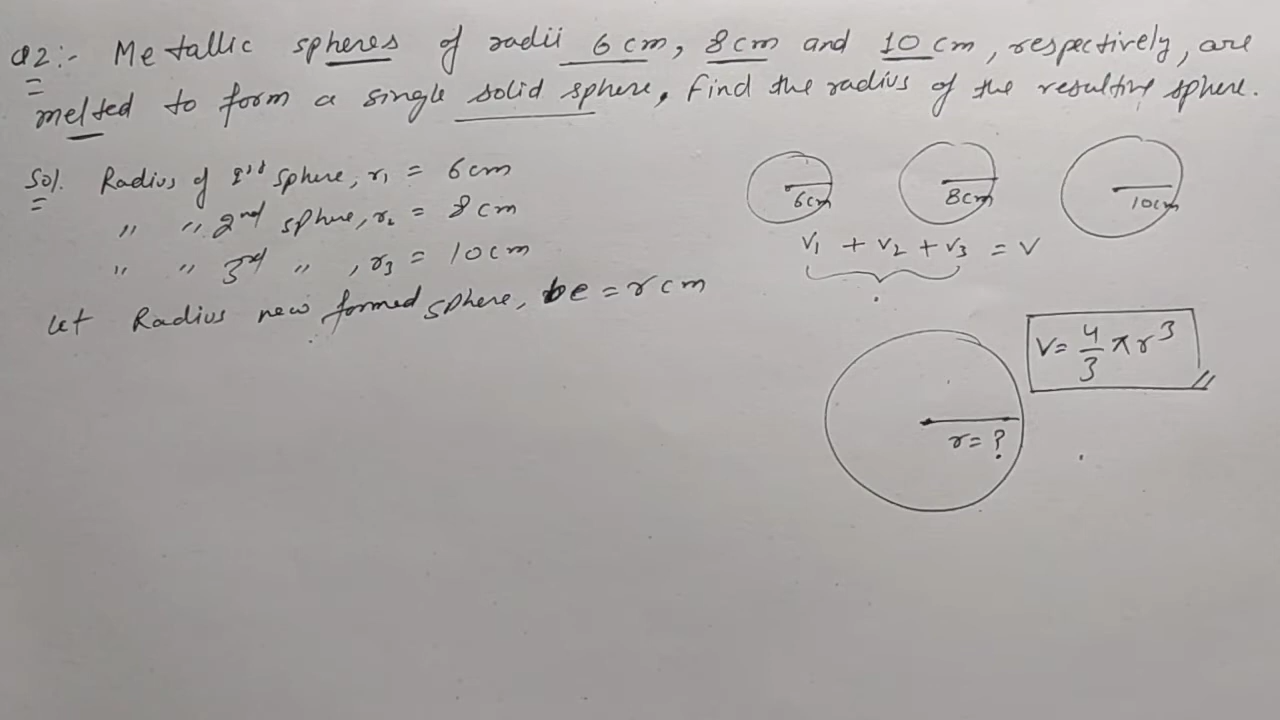 Q2:- Metallic spheres of radii 6 cm, 8 cm and 10 cm, respectively, are
melted to form a single solid sphere, Find the radius of the resulting sphere.
Sol. Radius of 1st sphere, r₁ = 6 cm
" " 2nd sphere, r₂ = 8 cm
" " 3rd " , r₃ = 10 cm
Let Radius new formed sphere, be = r cm
6cm
8cm
10cm
V₁ + V₂ + V₃ = V
V = 4/3 π r³
r = ?